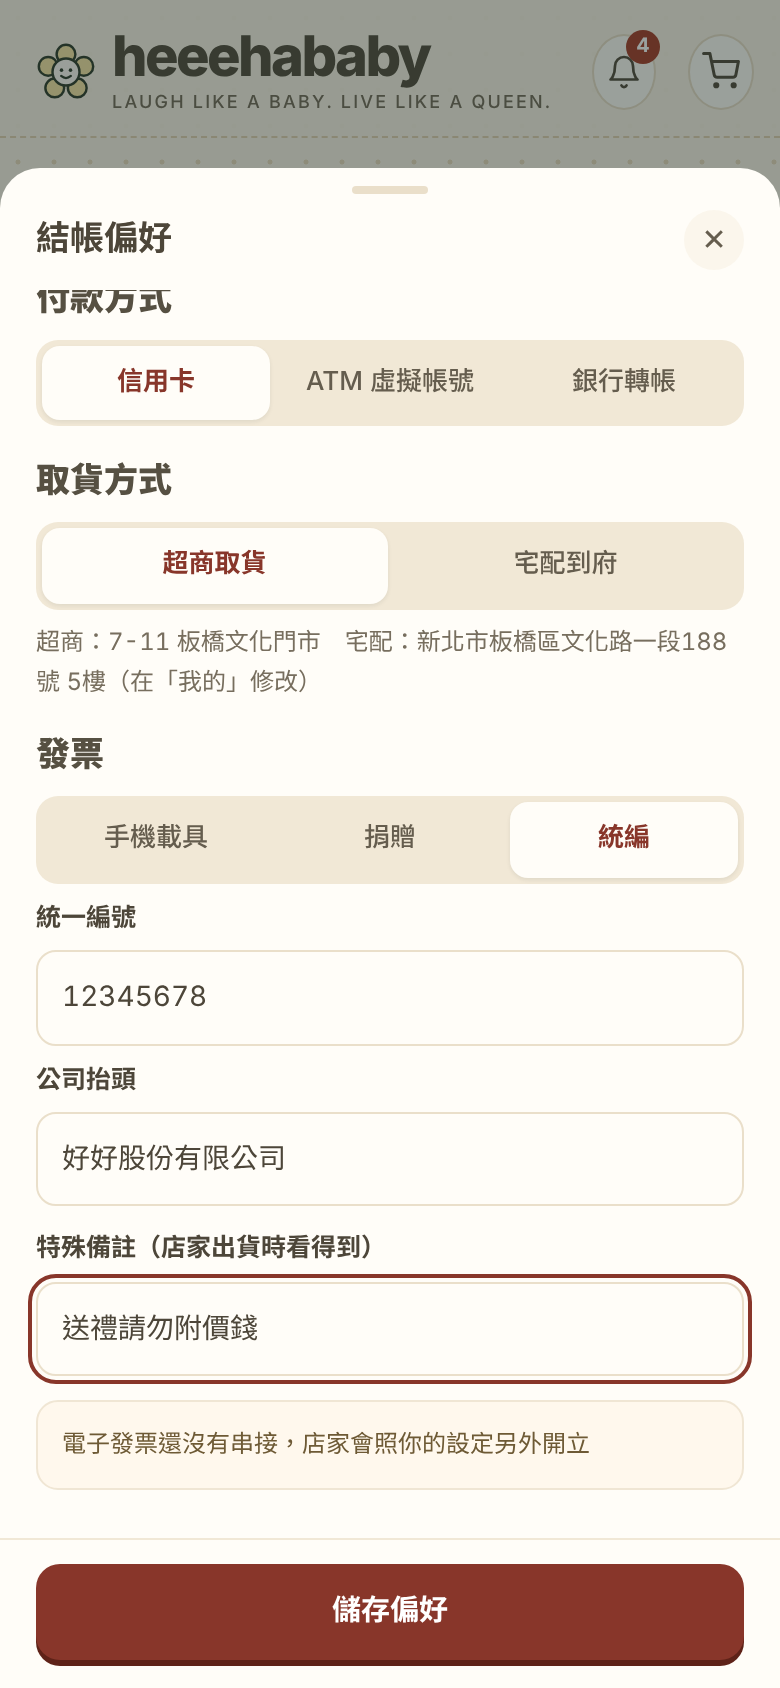 heeehababy
LAUGH LIKE A BABY. LIVE LIKE A QUEEN.
4
結帳偏好
付款方式
信用卡
ATM 虛擬帳號
銀行轉帳
取貨方式
超商取貨
宅配到府
超商：7-11 板橋文化門市　宅配：新北市板橋區文化路一段188
號 5樓（在「我的」修改）
發票
手機載具
捐贈
統編
統一編號
12345678
公司抬頭
好好股份有限公司
特殊備註（店家出貨時看得到）
送禮請勿附價錢
電子發票還沒有串接，店家會照你的設定另外開立
儲存偏好